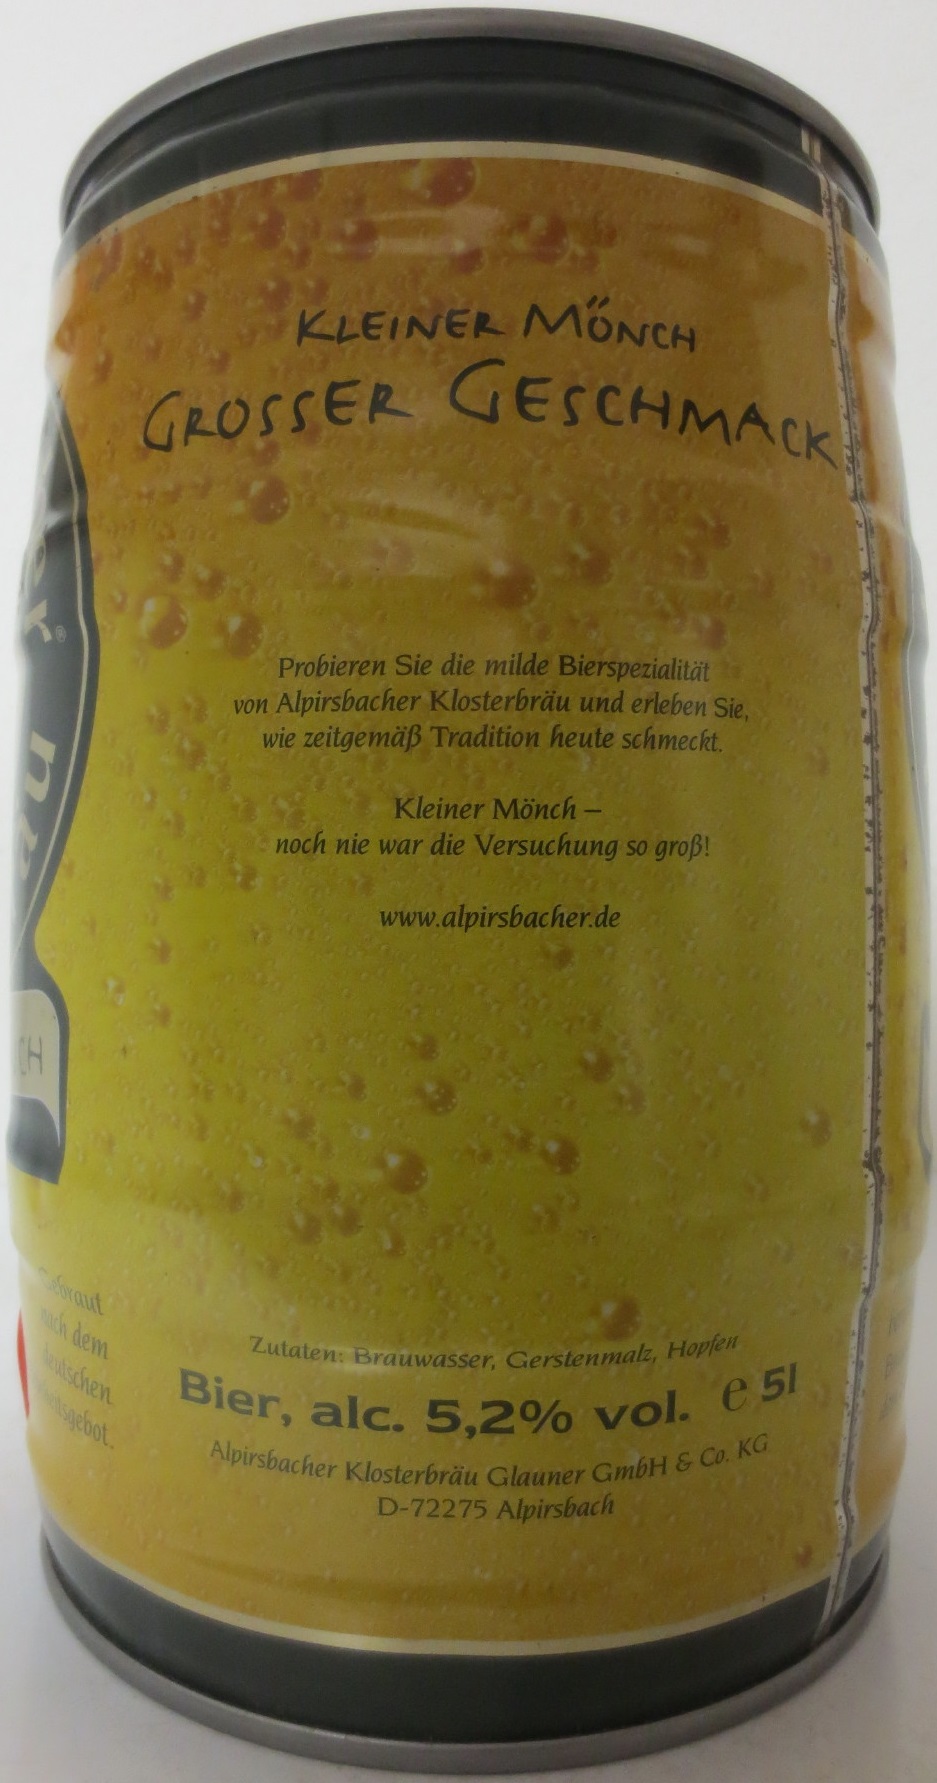 KLEINER MÖNCH
GROSSER GESCHMACK
Probieren Sie die milde Bierspezialität
von Alpirsbacher Klosterbräu und erleben Sie,
wie zeitgemäß Tradition heute schmeckt.
Kleiner Mönch –
noch nie war die Versuchung so groß!
www.alpirsbacher.de
CH
Gebraut
nach dem
deutschen
Zutaten: Brauwasser, Gerstenmalz, Hopfen
Bier, alc. 5,2% vol. e 5l
Alpirsbacher Klosterbräu Glauner GmbH & Co. KG
D-72275 Alpirsbach